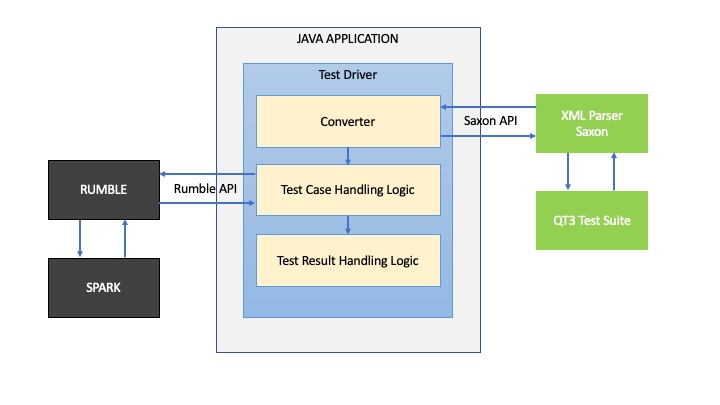 JAVA APPLICATION
Test Driver
Converter
Saxon API
XML Parser
Saxon
RUMBLE
Rumble API
Test Case Handling Logic
QT3 Test Suite
Test Result Handling Logic
SPARK